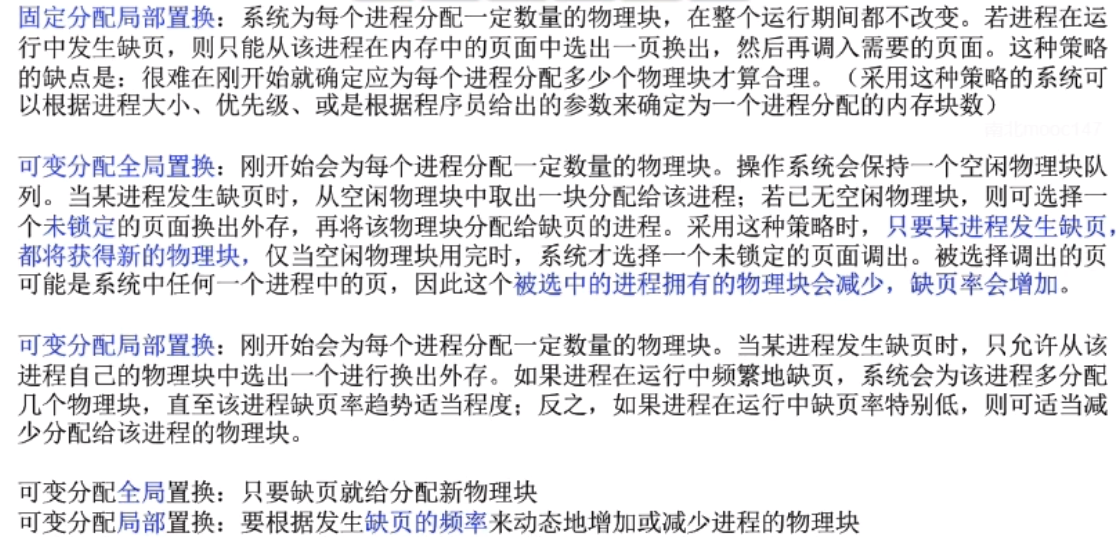 固定分配局部置换：系统为每个进程分配一定数量的物理块，在整个运行期间都不改变。若进程在运
行中发生缺页，则只能从该进程在内存中的页面中选出一页换出，然后再调入需要的页面。这种策略
的缺点是：很难在刚开始就确定应为每个进程分配多少个物理块才算合理。（采用这种策略的系统可
以根据进程大小、优先级、或是根据程序员给出的参数来确定为一个进程分配的内存块数）
可变分配全局置换：刚开始会为每个进程分配一定数量的物理块。操作系统会保持一个空闲物理块队
列。当某进程发生缺页时，从空闲物理块中取出一块分配给该进程；若已无空闲物理块，则可选择一
个未锁定的页面换出外存，再将该物理块分配给缺页的进程。采用这种策略时，只要某进程发生缺页，
都将获得新的物理块，仅当空闲物理块用完时，系统才选择一个未锁定的页面调出。被选择调出的页
可能是系统中任何一个进程中的页，因此这个被选中的进程拥有的物理块会减少，缺页率会增加。
可变分配局部置换：刚开始会为每个进程分配一定数量的物理块。当某进程发生缺页时，只允许从该
进程自己的物理块中选出一个进行换出外存。如果进程在运行中频繁地缺页，系统会为该进程多分配
几个物理块，直至该进程缺页率趋势适当程度；反之，如果进程在运行中缺页率特别低，则可适当减
少分配给该进程的物理块。
可变分配全局置换：只要缺页就给分配新物理块
可变分配局部置换：要根据发生缺页的频率来动态地增加或减少进程的物理块